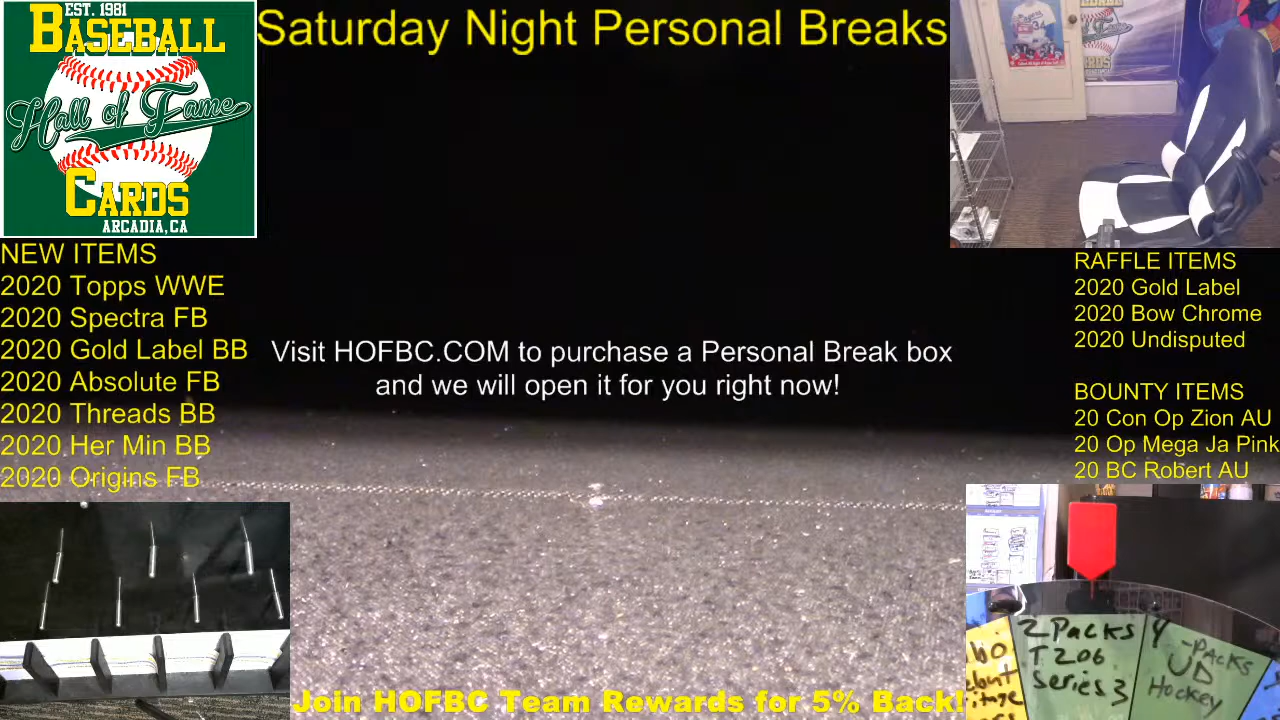 EST. 1981
BASEBALL
Hall of Fame
CARDS
ARCADIA, CA
Saturday Night Personal Breaks
NEW ITEMS
2020 Topps WWE
2020 Spectra FB
2020 Gold Label BB
2020 Absolute FB
2020 Threads BB
2020 Her Min BB
2020 Origins FB
Visit HOFBC.COM to purchase a Personal Break box
and we will open it for you right now!
RAFFLE ITEMS
2020 Gold Label
2020 Bow Chrome
2020 Undisputed
BOUNTY ITEMS
20 Con Op Zion AU
20 Op Mega Ja Pink
20 BC Robert AU
2 Packs
T206
Series 3
4
-PACKS
UD
Hockey
Join HOFBC Team Rewards for 5% Back!